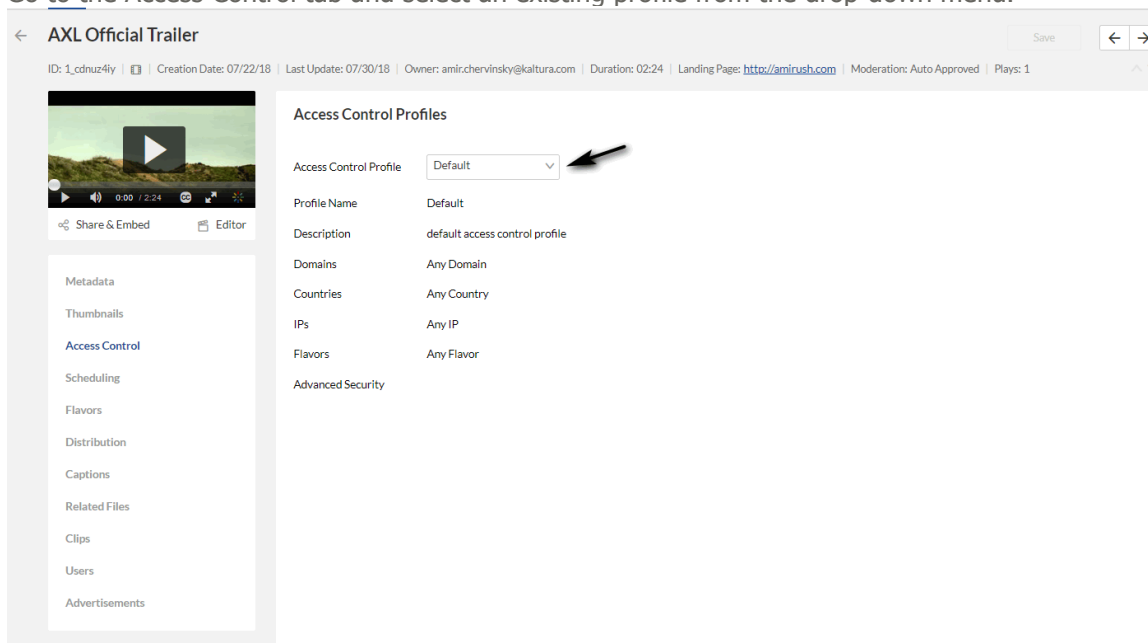 Go to the Access Control tab and select an existing profile from the drop-down menu.
AXL Official Trailer
Save
ID: 1_cdnuz4iy | Creation Date: 07/22/18 | Last Update: 07/30/18 | Owner: amir.chervinsky@kaltura.com | Duration: 02:24 | Landing Page: http://amirush.com | Moderation: Auto Approved | Plays: 1
0:00 / 2:24 CC
Share & Embed Editor
Metadata
Thumbnails
Access Control
Scheduling
Flavors
Distribution
Captions
Related Files
Clips
Users
Advertisements
Access Control Profiles
Access Control Profile Default
Profile Name Default
Description default access control profile
Domains Any Domain
Countries Any Country
IPs Any IP
Flavors Any Flavor
Advanced Security